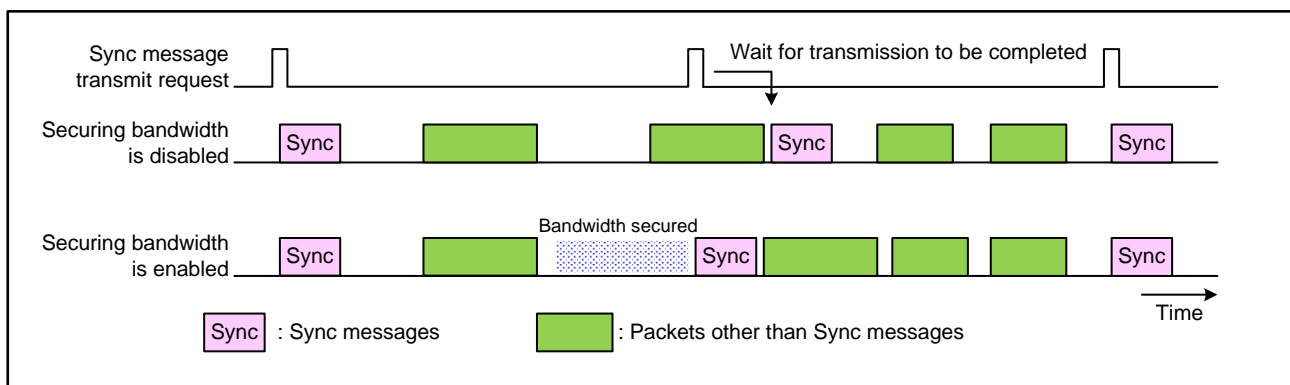 Sync message
transmit request
Wait for transmission to be completed
Securing bandwidth
is disabled
Sync
Sync
Sync
Securing bandwidth
is enabled
Bandwidth secured
Sync
Sync
Sync
Time
Sync : Sync messages
: Packets other than Sync messages